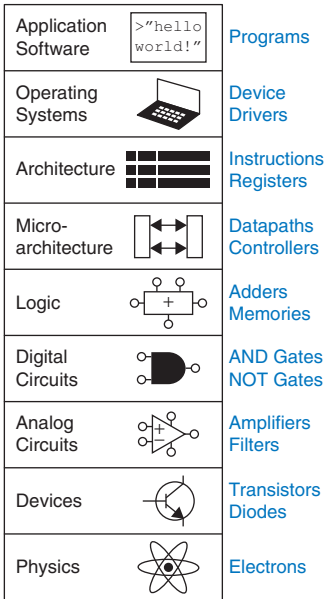 Application
Software
>”hello
world!”
Programs
Operating
Systems
Device
Drivers
Architecture
Instructions
Registers
Micro-
architecture
Datapaths
Controllers
Logic
+
Adders
Memories
Digital
Circuits
AND Gates
NOT Gates
Analog
Circuits
+
−
Amplifiers
Filters
Devices
Transistors
Diodes
Physics
Electrons